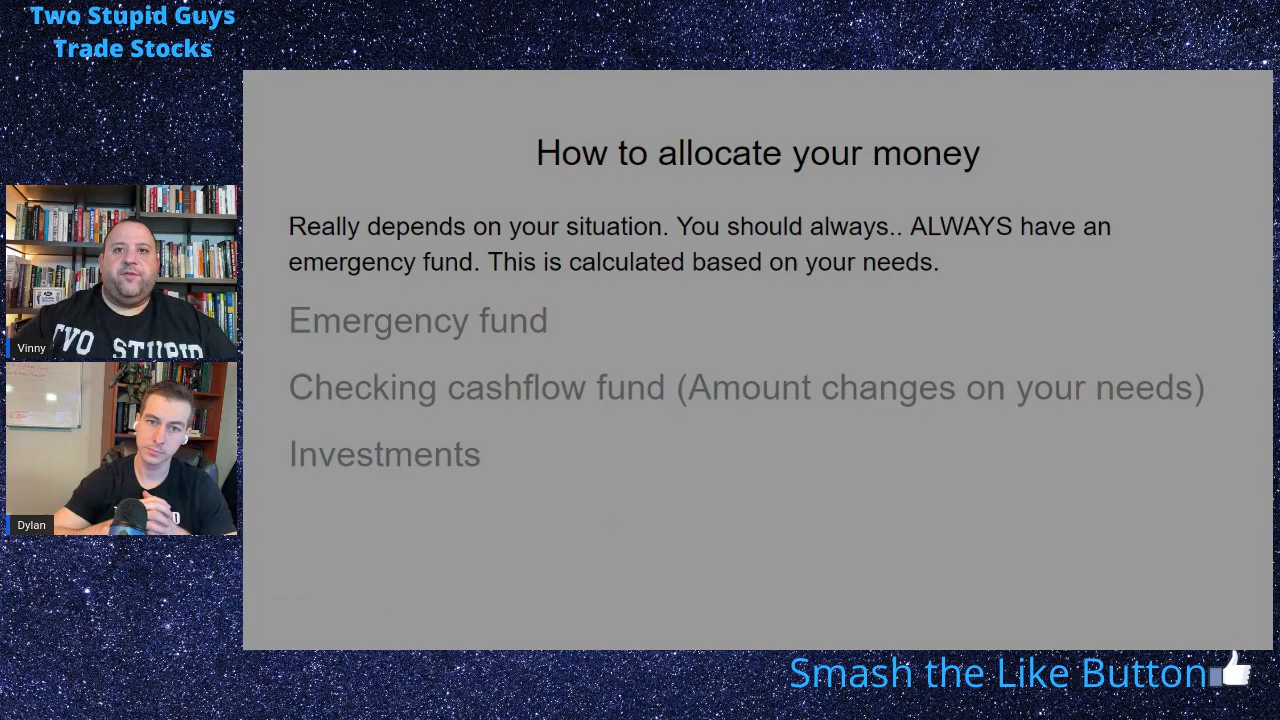 Two Stupid Guys
Trade Stocks
How to allocate your money
Really depends on your situation. You should always.. ALWAYS have an
emergency fund. This is calculated based on your needs.
Emergency fund
Checking cashflow fund (Amount changes on your needs)
Investments
TWO STUPID
Vinny
Dylan
Smash the Like Button